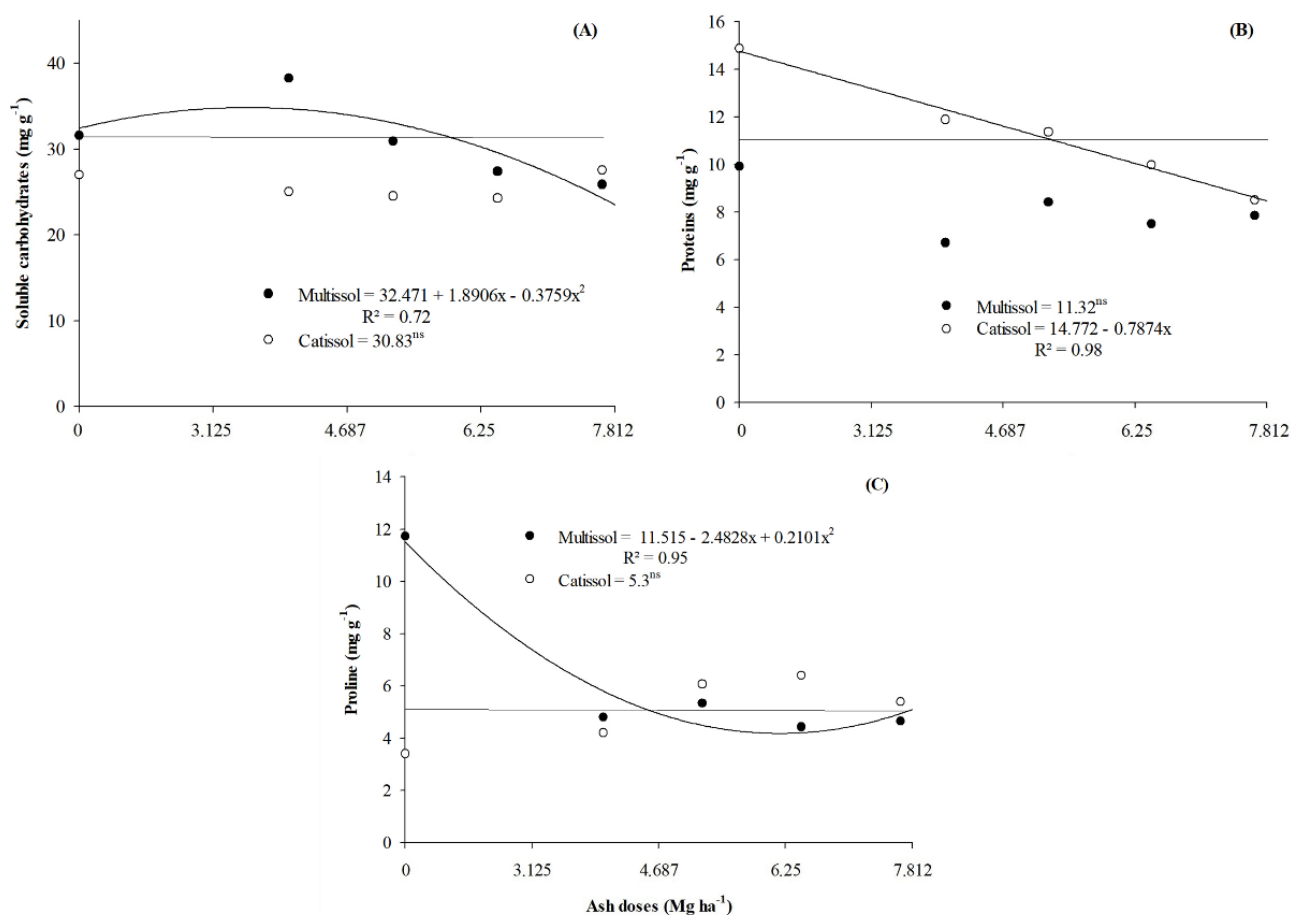 (A)
Soluble carbohydrates (mg g⁻¹)
40
30
20
10
0
Multissol = 32.471 + 1.8906x - 0.3759x²
R² = 0.72
Catissol = 30.83ⁿˢ
0 3.125 4.687 6.25 7.812
(B)
Proteins (mg g⁻¹)
16
14
12
10
8
6
4
2
0
Multissol = 11.32ⁿˢ
Catissol = 14.772 - 0.7874x
R² = 0.98
0 3.125 4.687 6.25 7.812
(C)
Proline (mg g⁻¹)
14
12
10
8
6
4
2
0
Multissol = 11.515 - 2.4828x + 0.2101x²
R² = 0.95
Catissol = 5.3ⁿˢ
0 3.125 4.687 6.25 7.812
Ash doses (Mg ha⁻¹)